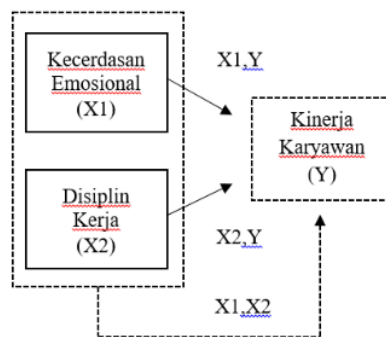 Kecerdasan
Emosional
(X1)
X1,Y
Kinerja
Karyawan
(Y)
Disiplin
Kerja
(X2)
X2,Y
X1,X2